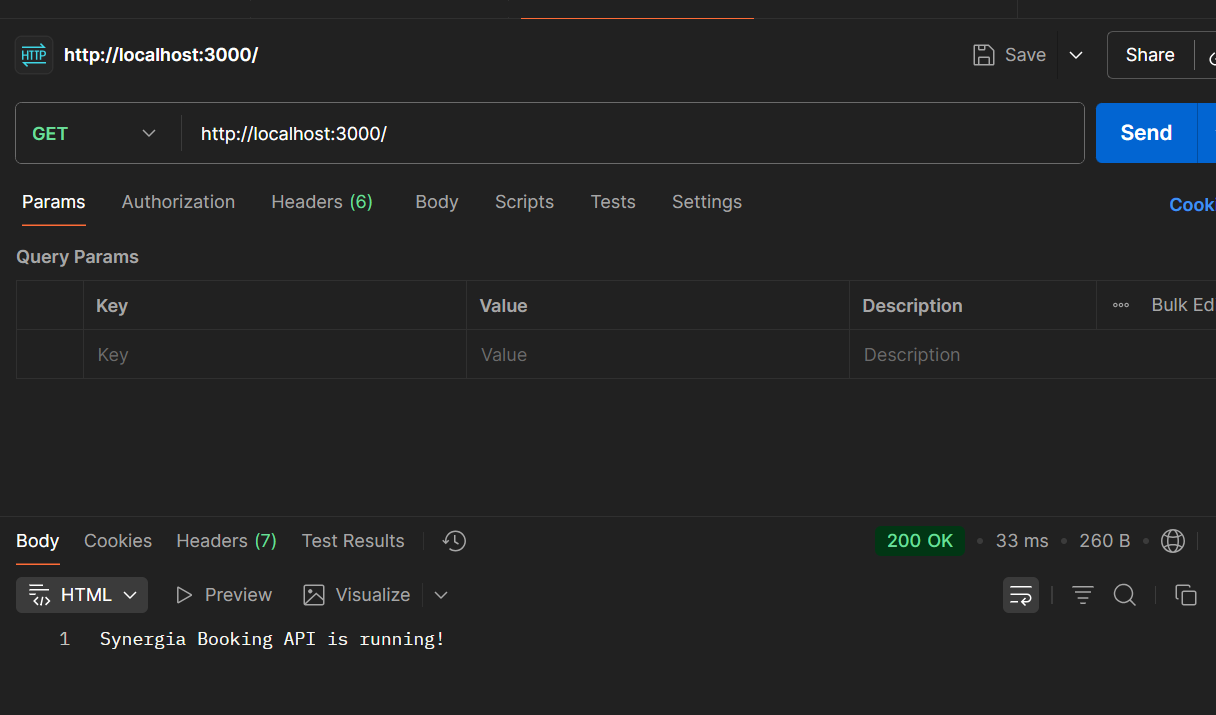 HTTP http://localhost:3000/ Save Share
GET http://localhost:3000/ Send
Params Authorization Headers (6) Body Scripts Tests Settings Cook
Query Params
Key Value Description Bulk Ed
Key Value Description
Body Cookies Headers (7) Test Results 200 OK • 33 ms • 260 B •
HTML Preview Visualize
1 Synergia Booking API is running!